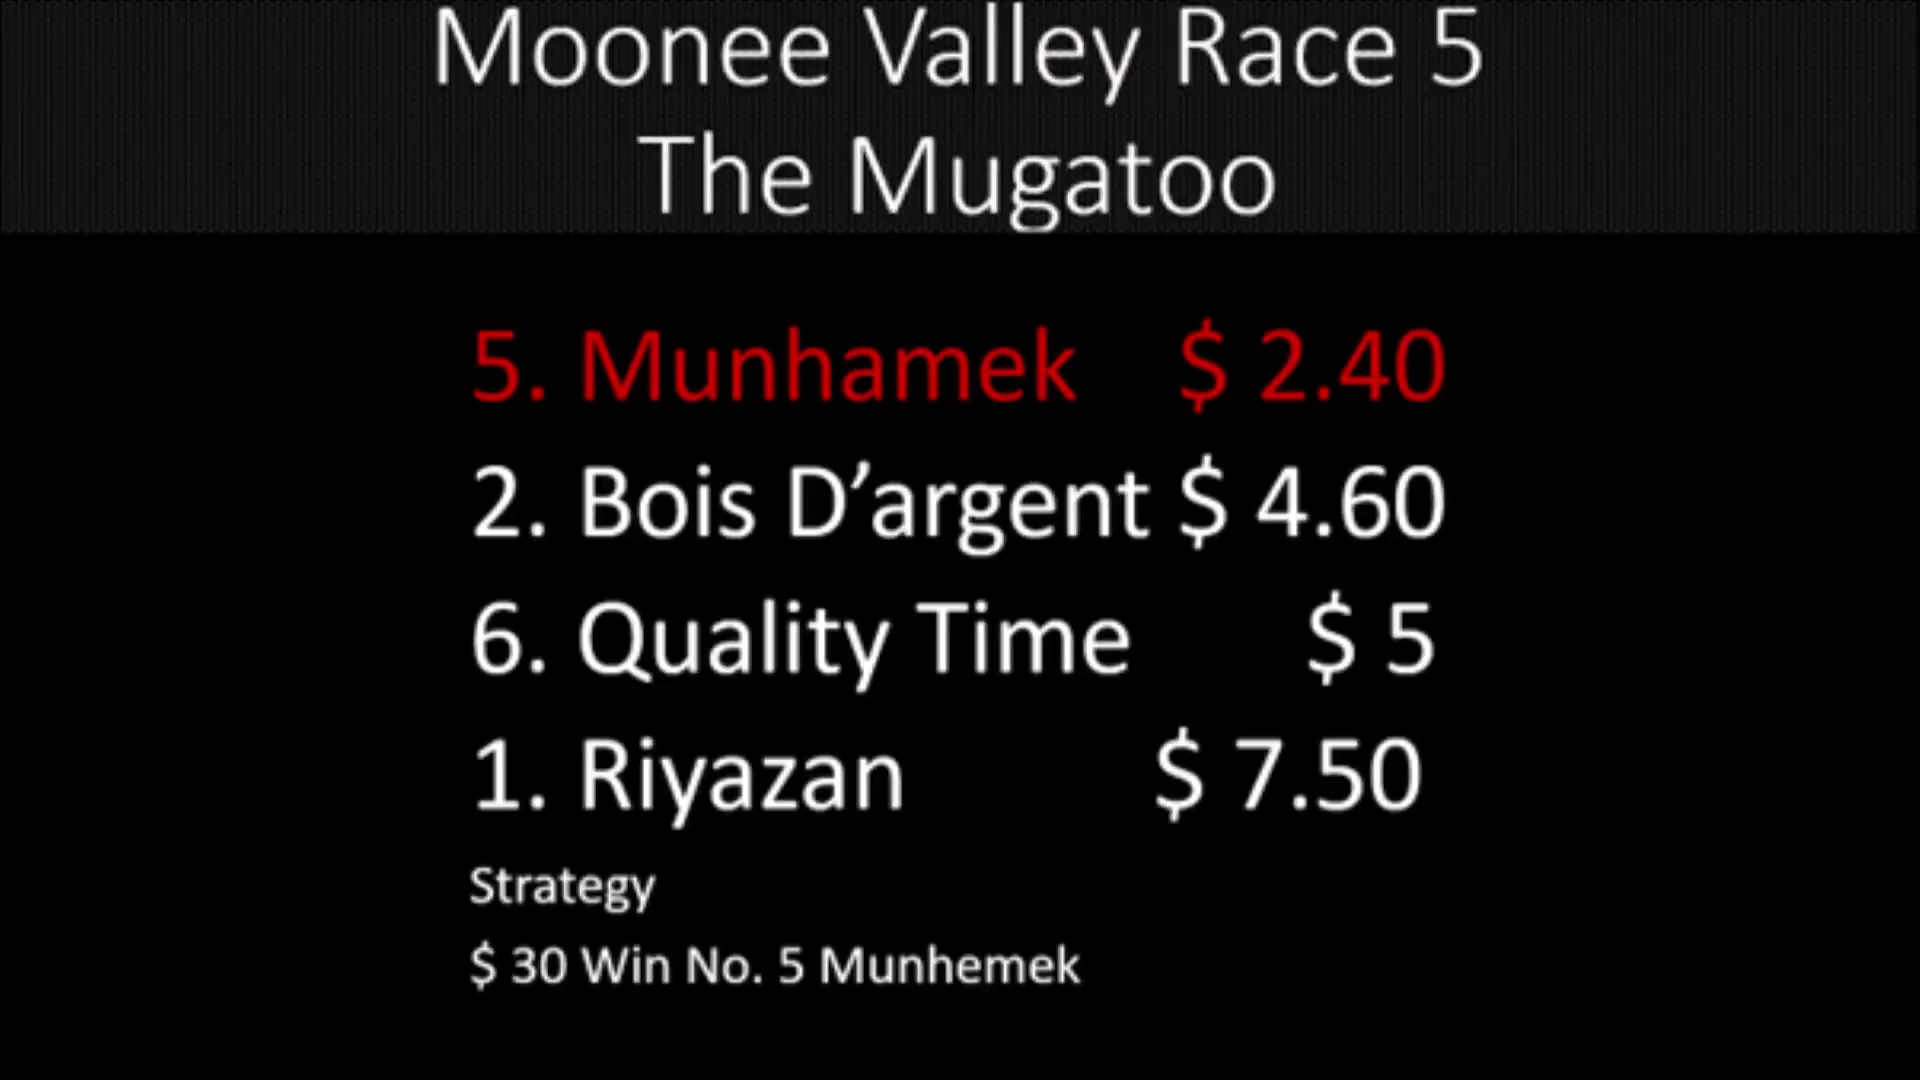 Moonee Valley Race 5
The Mugatoo
5. Munhamek $ 2.40
2. Bois D’argent $ 4.60
6. Quality Time $ 5
1. Riyazan $ 7.50
Strategy
$ 30 Win No. 5 Munhemek